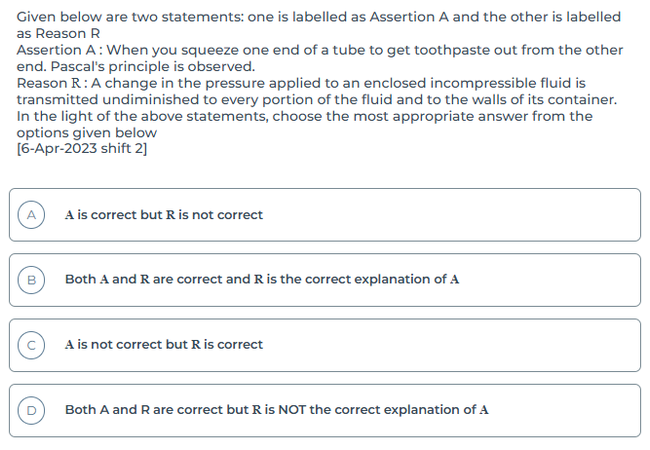 Given below are two statements: one is labelled as Assertion A and the other is labelled
as Reason R
Assertion A : When you squeeze one end of a tube to get toothpaste out from the other
end. Pascal's principle is observed.
Reason R : A change in the pressure applied to an enclosed incompressible fluid is
transmitted undiminished to every portion of the fluid and to the walls of its container.
In the light of the above statements, choose the most appropriate answer from the
options given below
[6-Apr-2023 shift 2]
A A is correct but R is not correct
B Both A and R are correct and R is the correct explanation of A
C A is not correct but R is correct
D Both A and R are correct but R is NOT the correct explanation of A